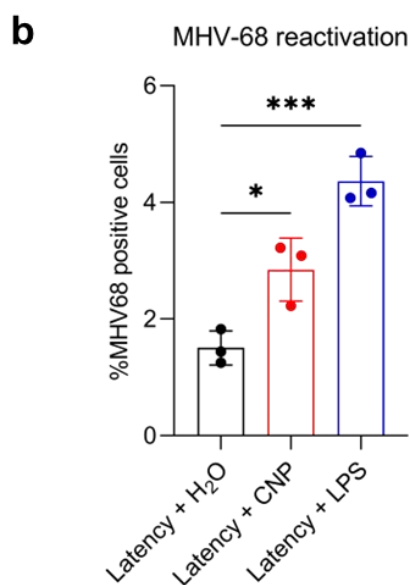 b
MHV-68 reactivation
%MHV68 positive cells
6
4
2
0
***
*
Latency + H₂O
Latency + CNP
Latency + LPS